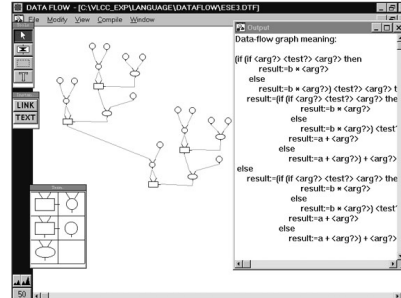 DATA FLOW - [C:\VLCC_EXP\LANGUAGE\DATAFLOW\ESE3.DTF]
File Modify View Compile Window
T
LINK
TEXT
50
Output
Data-flow graph meaning:
(if (if <arg?> <test?> <arg?> then
result:=b * <arg?>
else
result:=b * <arg?>) <test?> <arg?> t
result:=(if (if <arg?> <test?> <arg?> the
result:=b * <arg?>
else
result:=b * <arg?>) <test'
result:=a + <arg?>
else
result:=a + <arg?>) + <arg?>
else
result:=(if (if <arg?> <test?> <arg?> the
result:=b * <arg?>
else
result:=b * <arg?>) <test'
result:=a + <arg?>
else
result:=a + <arg?>) + <arg?>